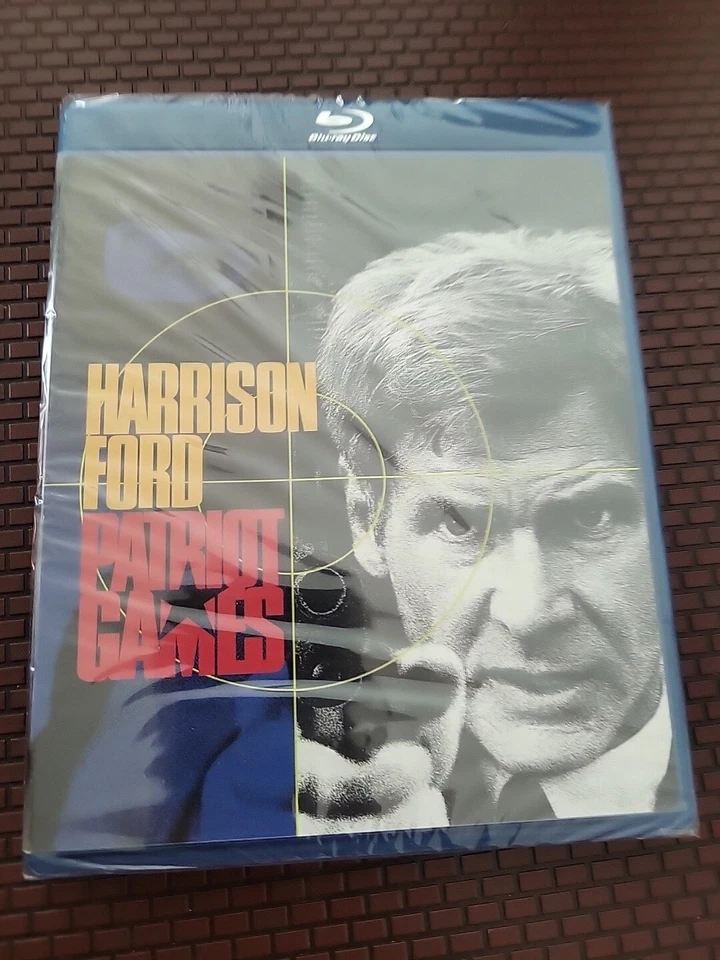 Blu-ray Disc
HARRISON
FORD
PATRIOT
GAMES